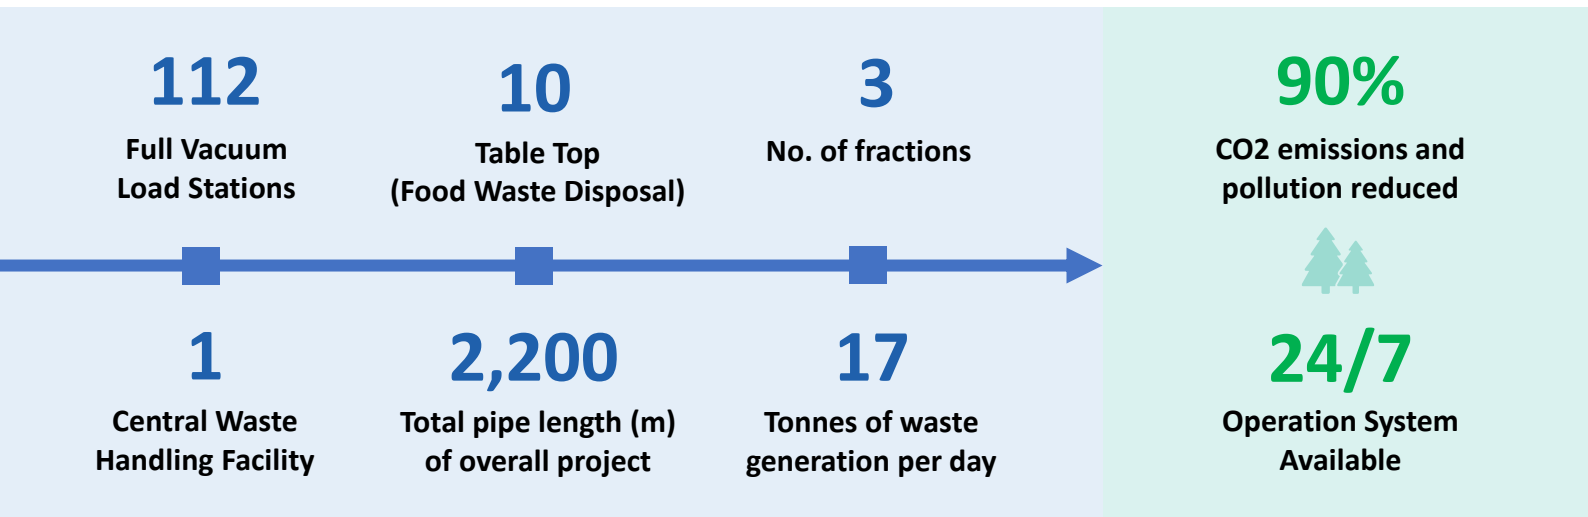 112
Full Vacuum
Load Stations
10
Table Top
(Food Waste Disposal)
3
No. of fractions
90%
CO2 emissions and
pollution reduced
1
Central Waste
Handling Facility
2,200
Total pipe length (m)
of overall project
17
Tonnes of waste
generation per day
24/7
Operation System
Available